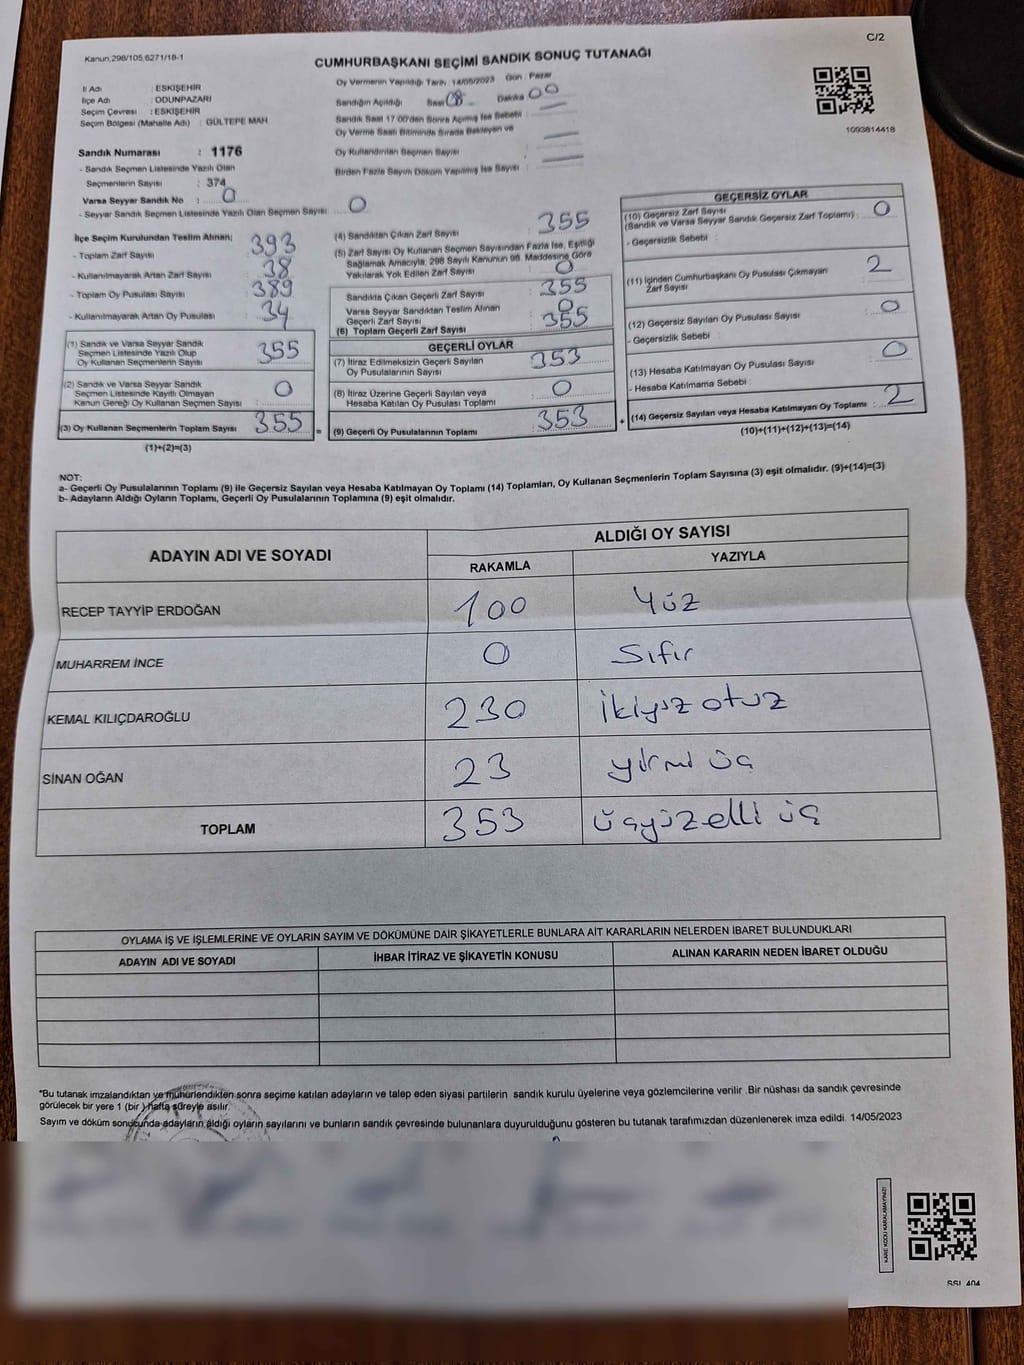 C/2
Kanun,298/105,6271/18-1
CUMHURBAŞKANI SEÇİMİ SANDIK SONUÇ TUTANAĞI
İl Adı : ESKİŞEHİR
İlçe Adı : ODUNPAZARI
Seçim Çevresi : ESKİŞEHİR
Seçim Bölgesi (Mahalle Adı) : GÜLTEPE MAH
Oy Vermenin Yapıldığı Tarih : 14/05/2023 Gün : Pazar
Sandığın Açıldığı Saat 08 Dakika 00
Sandık Saat 17:00'den Sonra Açılmış İse Sebebi :
Oy Verme Saati Bitiminde Sırada Bekleyen ve
Oy Kullandırılan Seçmen Sayısı :
Birden Fazla Sayım Döküm Yapılmış İse Sayısı :
1093814418
Sandık Numarası : 1176
- Sandık Seçmen Listesinde Yazılı Olan
Seçmenlerin Sayısı : 374
Varsa Seyyar Sandık No : 0
- Seyyar Sandık Seçmen Listesinde Yazılı Olan Seçmen Sayısı : 0
İlçe Seçim Kurulundan Teslim Alınan;
- Toplam Zarf Sayısı : 393
- Kullanılmayarak Artan Zarf Sayısı : 38
- Toplam Oy Pusulası Sayısı : 389
- Kullanılmayarak Artan Oy Pusulası : 34
(1) Sandık ve Varsa Seyyar Sandık
Seçmen Listesinde Yazılı Olup
Oy Kullanan Seçmenlerin Sayısı : 355
(2) Sandık ve Varsa Seyyar Sandık
Seçmen Listesinde Kayıtlı Olmayan
Kanun Gereği Oy Kullanan Seçmen Sayısı : 0
(3) Oy Kullanan Seçmenlerin Toplam Sayısı : 355 =
(1)+(2)=(3)
(4) Sandıktan Çıkan Zarf Sayısı : 355
(5) Zarf Sayısı Oy Kullanan Seçmen Sayısından Fazla İse, Eşitliği
Sağlamak Amacıyla, 298 Sayılı Kanunun 98. Maddesine Göre
Yakılarak Yok Edilen Zarf Sayısı : 0
Sandıkta Çıkan Geçerli Zarf Sayısı : 355
Varsa Seyyar Sandıktan Teslim Alınan
Geçerli Zarf Sayısı : 0
(6) Toplam Geçerli Zarf Sayısı : 355
GEÇERLİ OYLAR
(7) İtiraz Edilmeksizin Geçerli Sayılan
Oy Pusulalarının Sayısı : 353
(8) İtiraz Üzerine Geçerli Sayılan veya
Hesaba Katılan Oy Pusulası Toplamı : 0
(9) Geçerli Oy Pusulalarının Toplamı : 353 +
GEÇERSİZ OYLAR
(10) Geçersiz Zarf Sayısı
(Sandık ve Varsa Seyyar Sandık Geçersiz Zarf Toplamı) : 0
- Geçersizlik Sebebi :
(11) İçinden Cumhurbaşkanı Oy Pusulası Çıkmayan
Zarf Sayısı : 2
(12) Geçersiz Sayılan Oy Pusulası Sayısı : 0
- Geçersizlik Sebebi :
(13) Hesaba Katılmayan Oy Pusulası Sayısı : 0
- Hesaba Katılmama Sebebi :
(14) Geçersiz Sayılan veya Hesaba Katılmayan Oy Toplamı : 2
(10)+(11)+(12)+(13)=(14)
NOT:
a- Geçerli Oy Pusulalarının Toplamı (9) ile Geçersiz Sayılan veya Hesaba Katılmayan Oy Toplamı (14) Toplamları, Oy Kullanan Seçmenlerin Toplam Sayısına (3) eşit olmalıdır. (9)+(14)=(3)
b- Adayların Aldığı Oyların Toplamı, Geçerli Oy Pusulalarının Toplamına (9) eşit olmalıdır.
ADAYIN ADI VE SOYADI ALDIĞI OY SAYISI
RAKAMLA YAZIYLA
RECEP TAYYİP ERDOĞAN 100 Yüz
MUHARREM İNCE 0 Sıfır
KEMAL KILIÇDAROĞLU 230 İkiyüz otuz
SİNAN OĞAN 23 yirmi üç
TOPLAM 353 üçyüzelli üç
OYLAMA İŞ VE İŞLEMLERİNE VE OYLARIN SAYIM VE DÖKÜMÜNE DAİR ŞİKAYETLERLE BUNLARA AİT KARARLARIN NELERDEN İBARET BULUNDUKLARI
ADAYIN ADI VE SOYADI İHBAR İTİRAZ VE ŞİKAYETİN KONUSU ALINAN KARARIN NEDEN İBARET OLDUĞU
*Bu tutanak imzalandıktan ve mühürlendikten sonra seçime katılan adayların ve talep eden siyasi partilerin sandık kurulu üyelerine veya gözlemcilerine verilir .Bir nüshası da sandık çevresinde
görülecek bir yere 1 (bir ) hafta süreyle asılır.
Sayım ve döküm sonucunda adayların aldığı oyların sayılarını ve bunların sandık çevresinde bulunanlara duyurulduğunu gösteren bu tutanak tarafımızdan düzenlenerek imza edildi. 14/05/2023
KARE KODU KARALAMAYINIZ!
SSL 404